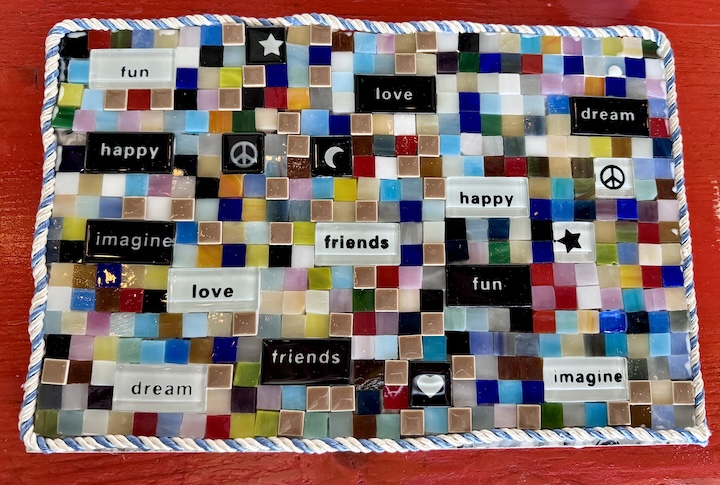 fun
love
dream
happy
happy
imagine
friends
love
fun
friends
dream
imagine